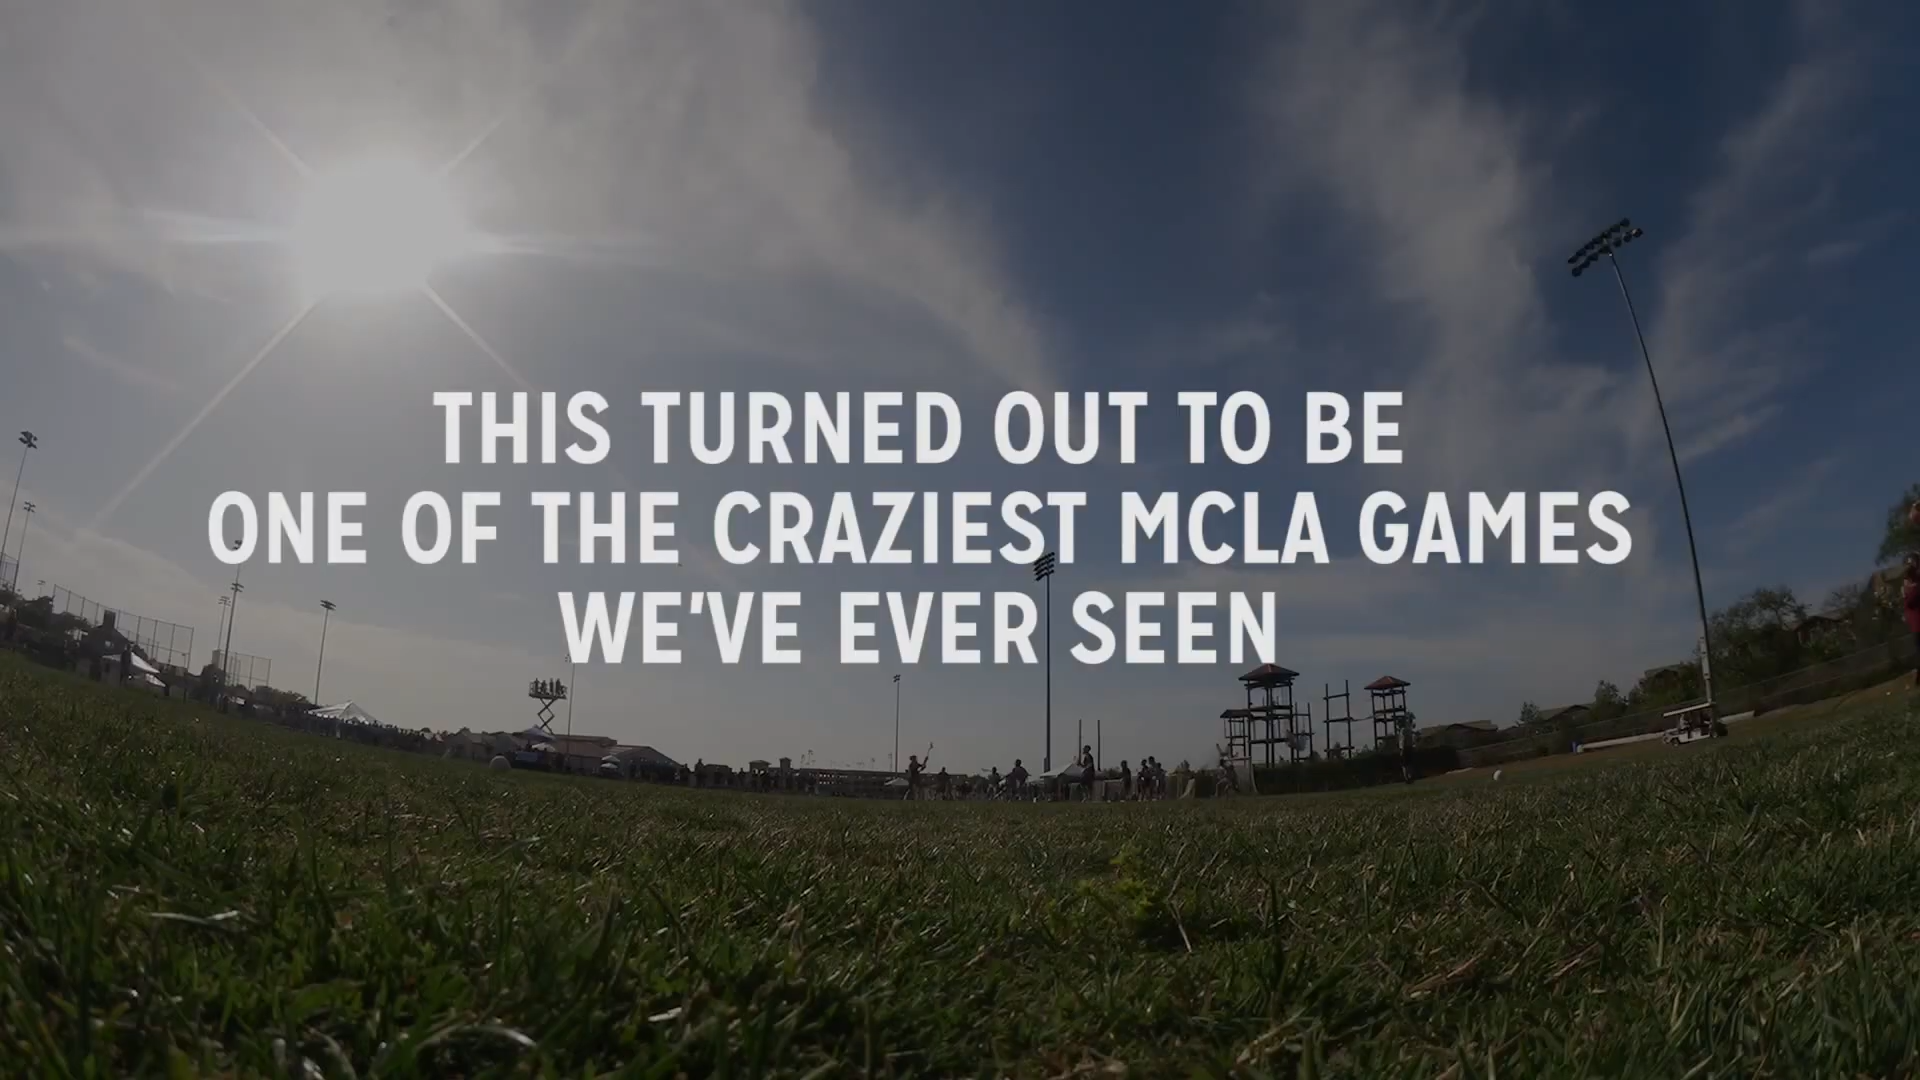 THIS TURNED OUT TO BE
ONE OF THE CRAZIEST MCLA GAMES
WE'VE EVER SEEN